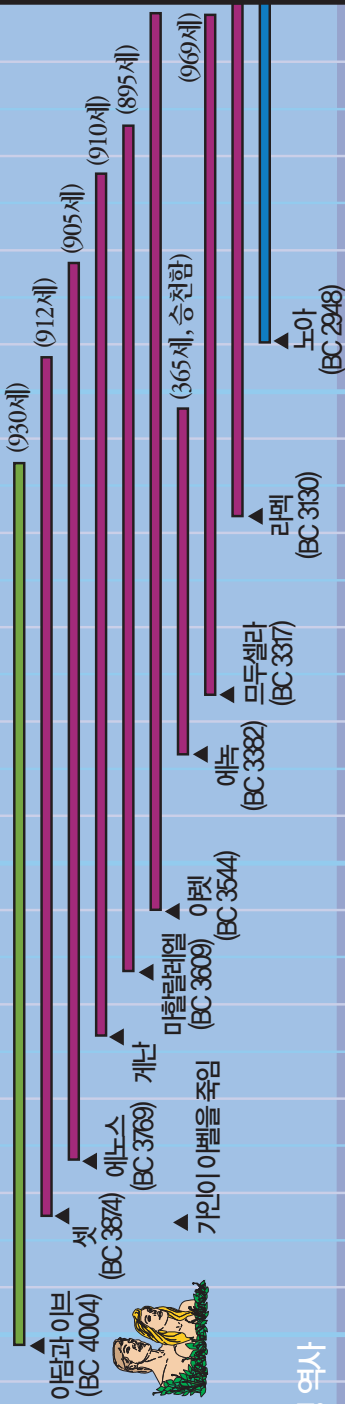 (930세)
(912세)
(905세)
(910세)
(895세)
(365세, 승천함)
(969세)
아담과 이브
(BC 4004)
셋
(BC 3874)
에노스
(BC 3769)
게난
마할랄레엘
(BC 3609)
야렛
(BC 3544)
에녹
(BC 3382)
므두셀라
(BC 3317)
라멕
(BC 3130)
노아
(BC 2948)
가인이 아벨을 죽임
역사